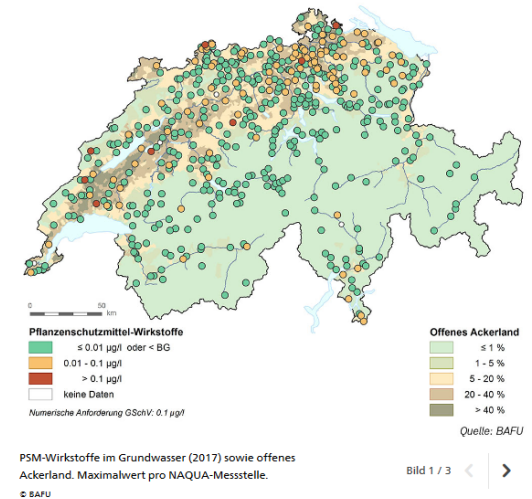 0 50
km
Pflanzenschutzmittel-Wirkstoffe
≤ 0.01 µg/l oder < BG
0.01 - 0.1 µg/l
> 0.1 µg/l
keine Daten
Numerische Anforderung GSchV: 0.1 µg/l
Offenes Ackerland
≤ 1 %
1 - 5 %
5 - 20 %
20 - 40 %
> 40 %
Quelle: BAFU
PSM-Wirkstoffe im Grundwasser (2017) sowie offenes
Ackerland. Maximalwert pro NAQUA-Messstelle.
© BAFU
Bild 1 / 3